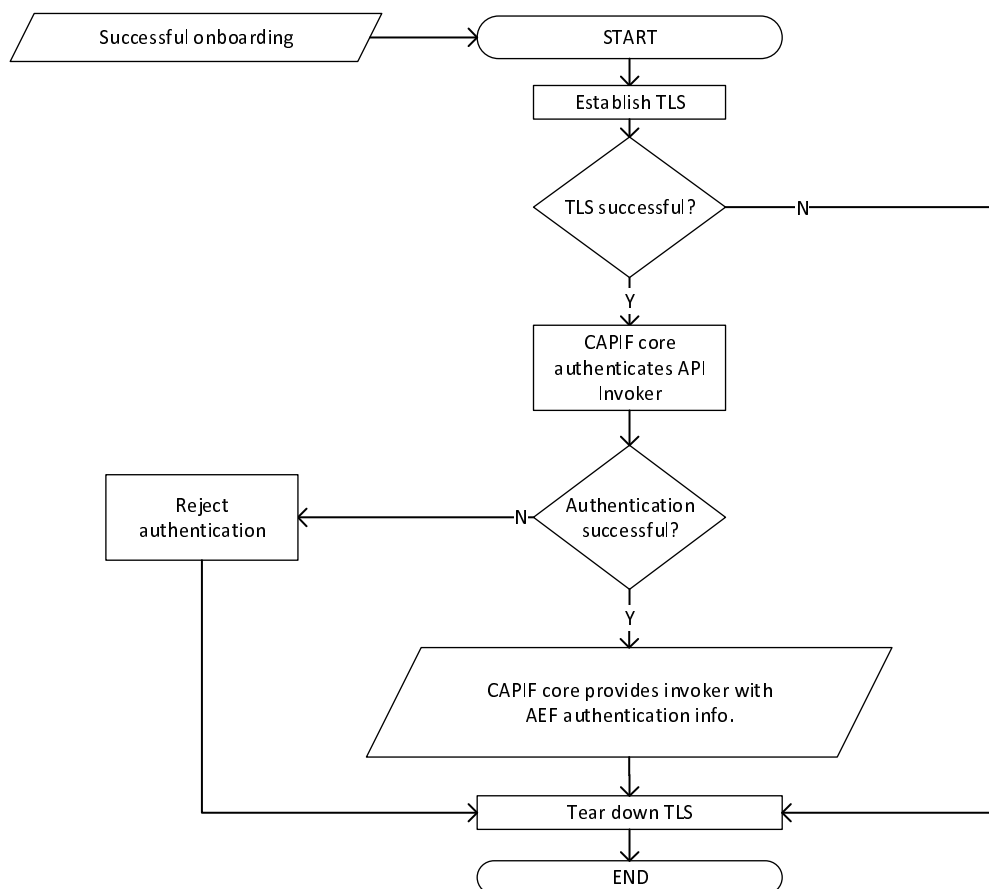 Successful onboarding
START
Establish TLS
TLS successful?
N
Y
CAPIF core
authenticates API
Invoker
Authentication
successful?
N
Reject
authentication
Y
CAPIF core provides invoker with
AEF authentication info.
Tear down TLS
END